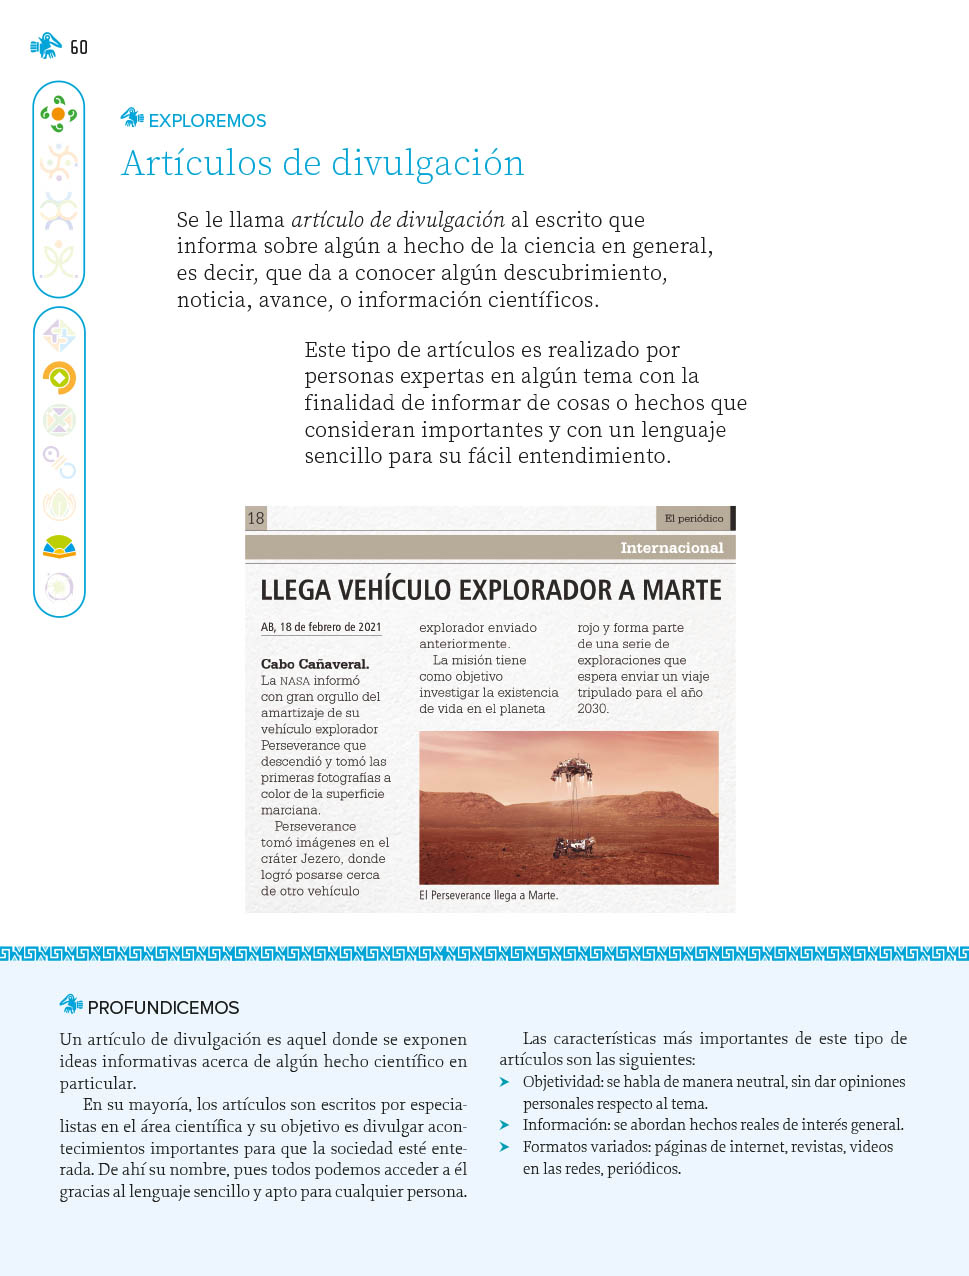 60
EXPLOREMOS
Artículos de divulgación
Se le llama artículo de divulgación al escrito que
informa sobre algún a hecho de la ciencia en general,
es decir, que da a conocer algún descubrimiento,
noticia, avance, o información científicos.
Este tipo de artículos es realizado por
personas expertas en algún tema con la
finalidad de informar de cosas o hechos que
consideran importantes y con un lenguaje
sencillo para su fácil entendimiento.
18
El periódico
Internacional
LLEGA VEHÍCULO EXPLORADOR A MARTE
AB, 18 de febrero de 2021
Cabo Cañaveral.
La NASA informó
con gran orgullo del
amartizaje de su
vehículo explorador
Perseverance que
descendió y tomó las
primeras fotografías a
color de la superficie
marciana.
Perseverance
tomó imágenes en el
cráter Jezero, donde
logró posarse cerca
de otro vehículo
explorador enviado
anteriormente.
La misión tiene
como objetivo
investigar la existencia
de vida en el planeta
rojo y forma parte
de una serie de
exploraciones que
espera enviar un viaje
tripulado para el año
2030.
El Perseverance llega a Marte.
PROFUNDICEMOS
Un artículo de divulgación es aquel donde se exponen
ideas informativas acerca de algún hecho científico en
particular.
En su mayoría, los artículos son escritos por especia-
listas en el área científica y su objetivo es divulgar acon-
tecimientos importantes para que la sociedad esté ente-
rada. De ahí su nombre, pues todos podemos acceder a él
gracias al lenguaje sencillo y apto para cualquier persona.
Las características más importantes de este tipo de
artículos son las siguientes:
➤ Objetividad: se habla de manera neutral, sin dar opiniones
personales respecto al tema.
➤ Información: se abordan hechos reales de interés general.
➤ Formatos variados: páginas de internet, revistas, videos
en las redes, periódicos.